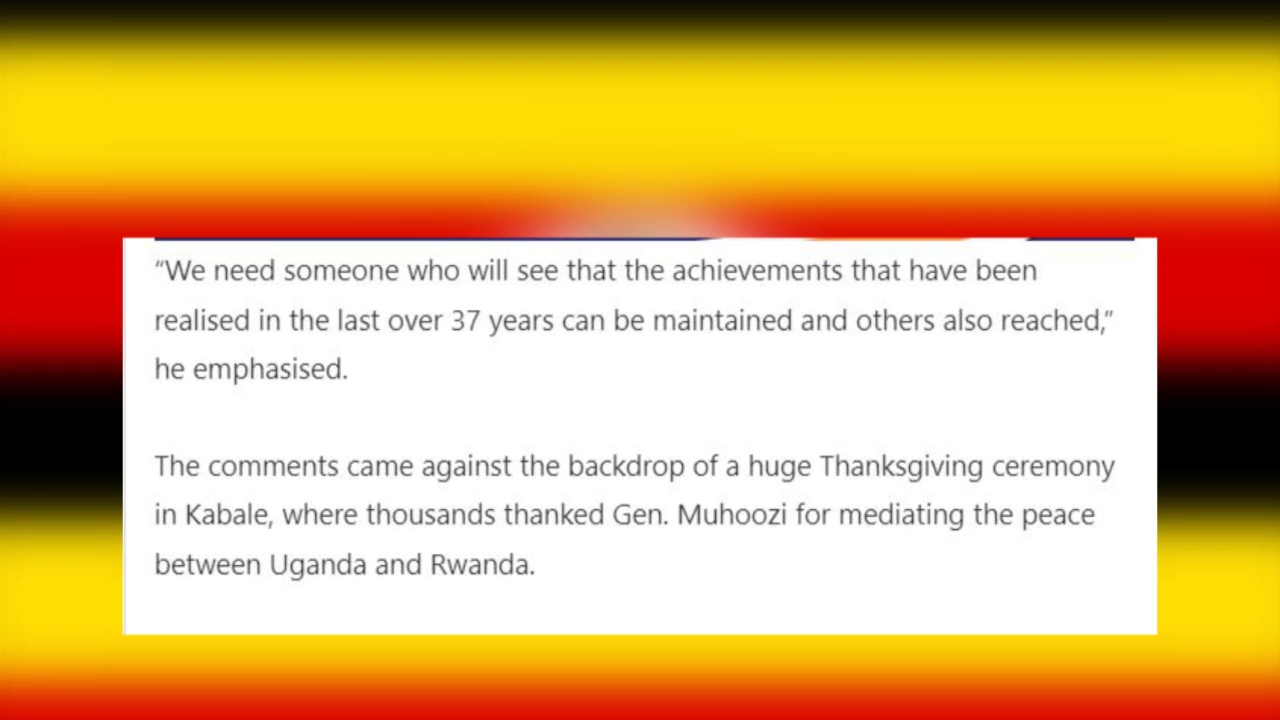 “We need someone who will see that the achievements that have been
realised in the last over 37 years can be maintained and others also reached,”
he emphasised.
The comments came against the backdrop of a huge Thanksgiving ceremony
in Kabale, where thousands thanked Gen. Muhoozi for mediating the peace
between Uganda and Rwanda.